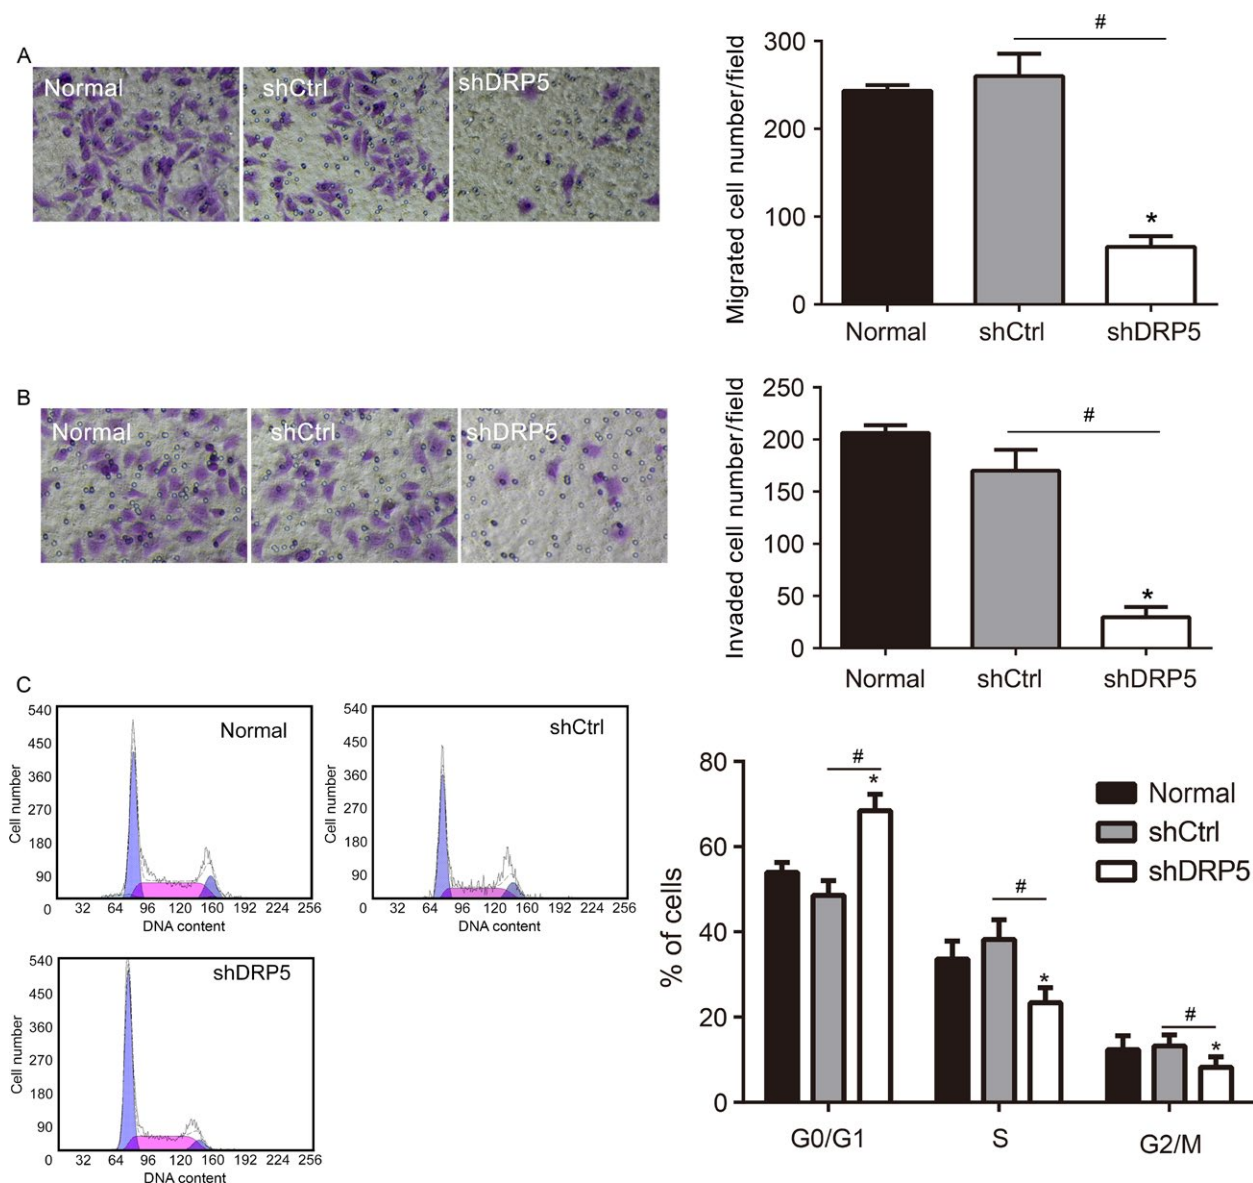 A
Normal
shCtrl
shDRP5
Migrated cell number/field
300
200
100
0
#
*
Normal
shCtrl
shDRP5
B
Normal
shCtrl
shDRP5
Invaded cell number/field
250
200
150
100
50
0
#
*
Normal
shCtrl
shDRP5
C
Normal
Cell number
540
450
360
270
180
90
0 32 64 96 120 160 192 224 256
DNA content
shCtrl
Cell number
540
450
360
270
180
90
0 32 64 96 120 160 192 224 256
DNA content
shDRP5
Cell number
540
450
360
270
180
90
0 32 64 96 120 160 192 224 256
DNA content
% of cells
80
60
40
20
0
#
*
#
*
#
*
Normal
shCtrl
shDRP5
G0/G1
S
G2/M